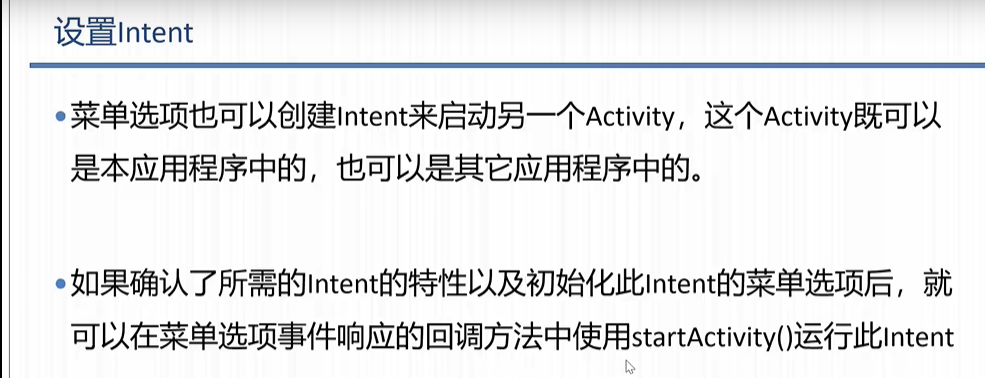 设置Intent
•菜单选项也可以创建Intent来启动另一个Activity，这个Activity既可以
是本应用程序中的，也可以是其它应用程序中的。
•如果确认了所需的Intent的特性以及初始化此Intent的菜单选项后，就
可以在菜单选项事件响应的回调方法中使用startActivity()运行此Intent